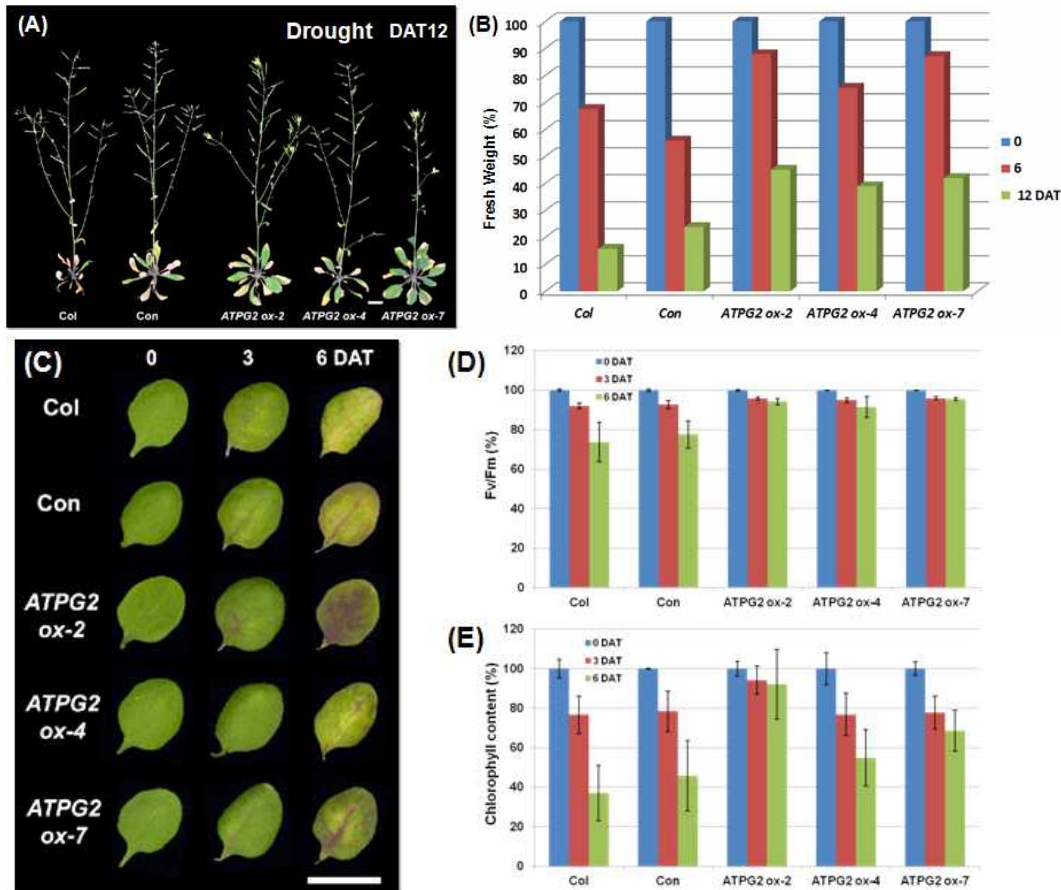 (A)
Drought DAT12
Col Con ATPG2 ox-2 ATPG2 ox-4 ATPG2 ox-7
(B)
Fresh Weight (%)
100
90
80
70
60
50
40
30
20
10
0
0
6
12 DAT
Col Con ATPG2 ox-2 ATPG2 ox-4 ATPG2 ox-7
(C)
0 3 6 DAT
Col
Con
ATPG2
ox-2
ATPG2
ox-4
ATPG2
ox-7
(D)
Fv/Fm (%)
120
100
80
60
40
20
0
0 DAT
3 DAT
6 DAT
Col Con ATPG2 ox-2 ATPG2 ox-4 ATPG2 ox-7
(E)
Chlorophyll content (%)
120
100
80
60
40
20
0
0 DAT
3 DAT
6 DAT
Col Con ATPG2 ox-2 ATPG2 ox-4 ATPG2 ox-7